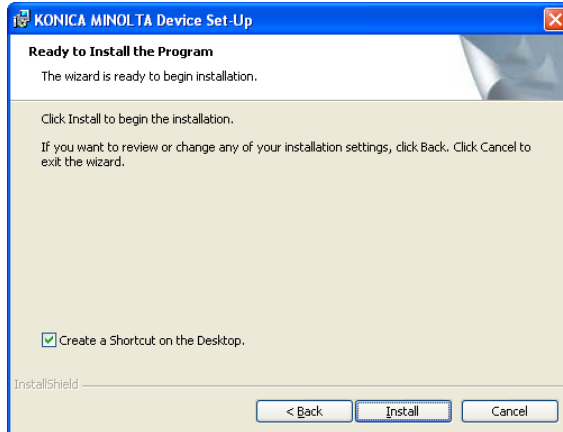 KONICA MINOLTA Device Set-Up
Ready to Install the Program
The wizard is ready to begin installation.
Click Install to begin the installation.
If you want to review or change any of your installation settings, click Back. Click Cancel to
exit the wizard.
Create a Shortcut on the Desktop.
InstallShield
< Back Install Cancel